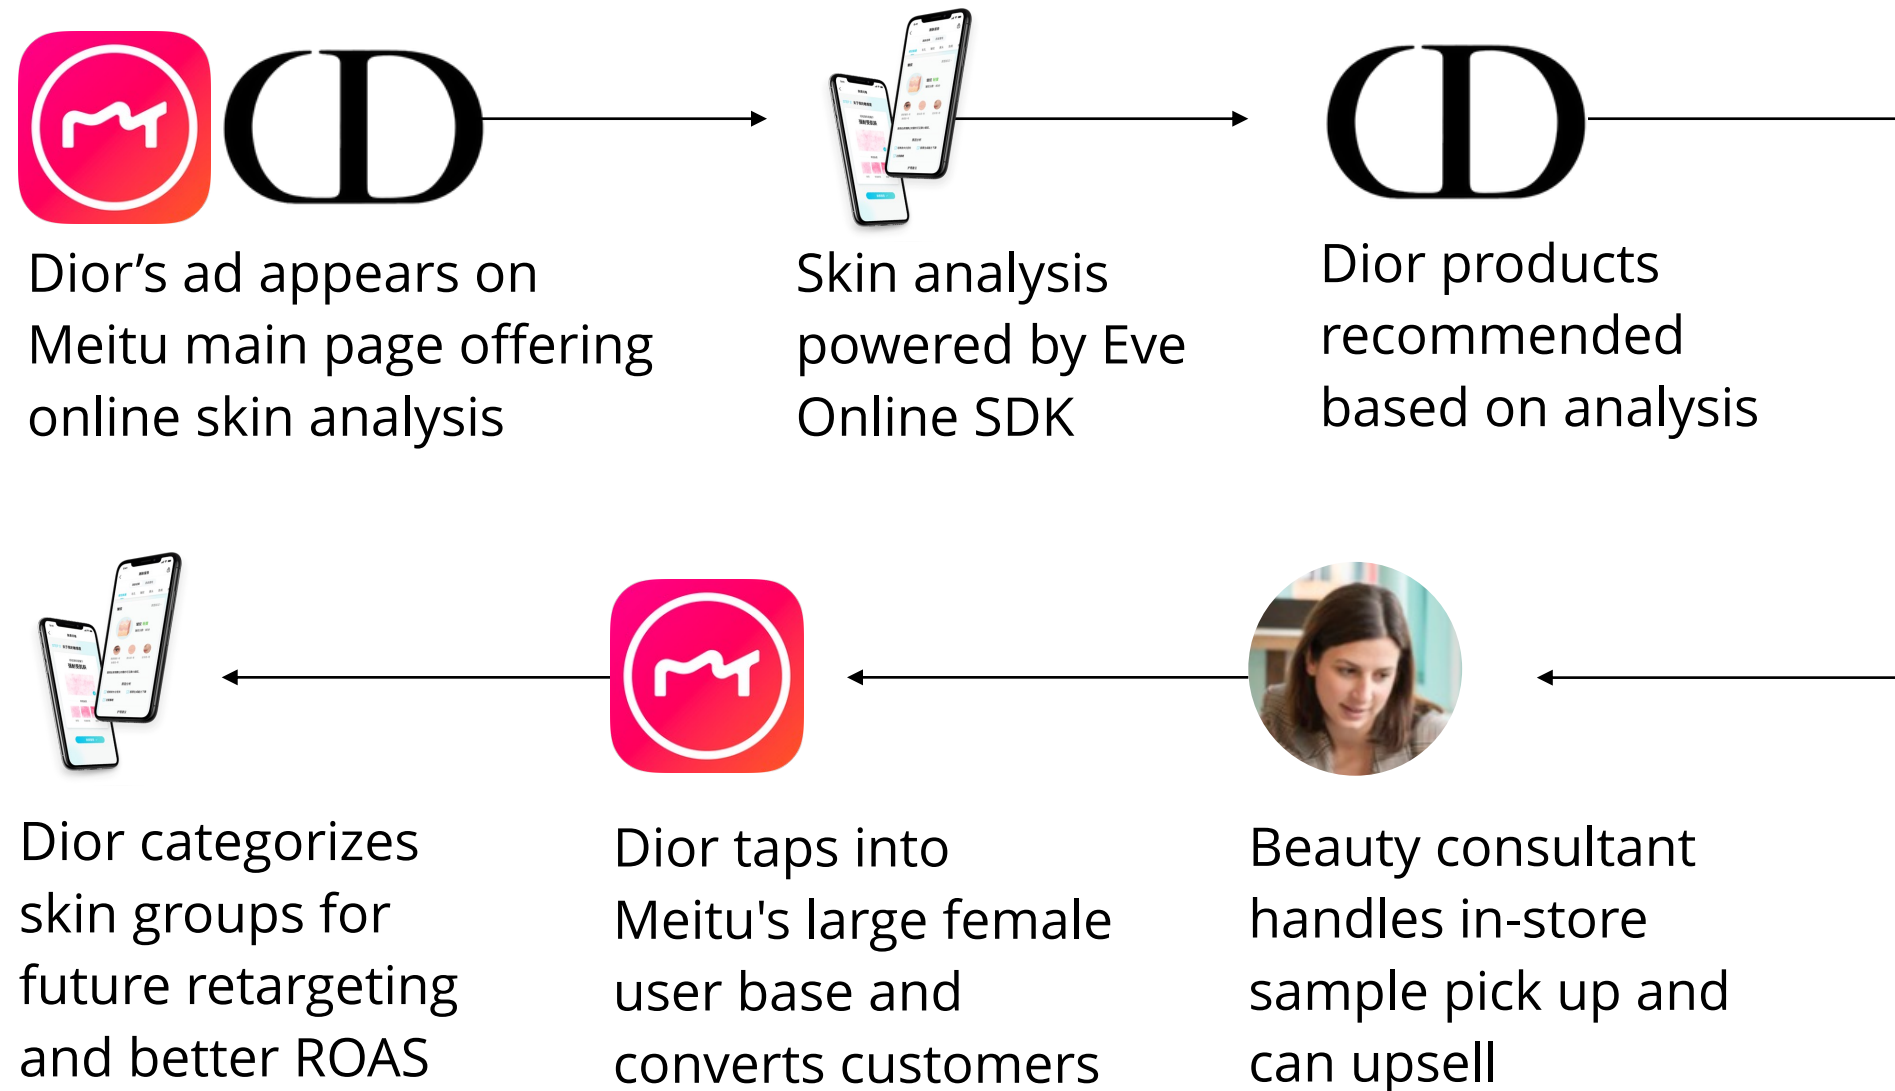 Dior’s ad appears on
Meitu main page offering
online skin analysis
Skin analysis
powered by Eve
Online SDK
Dior products
recommended
based on analysis
Dior categorizes
skin groups for
future retargeting
and better ROAS
Dior taps into
Meitu's large female
user base and
converts customers
Beauty consultant
handles in-store
sample pick up and
can upsell